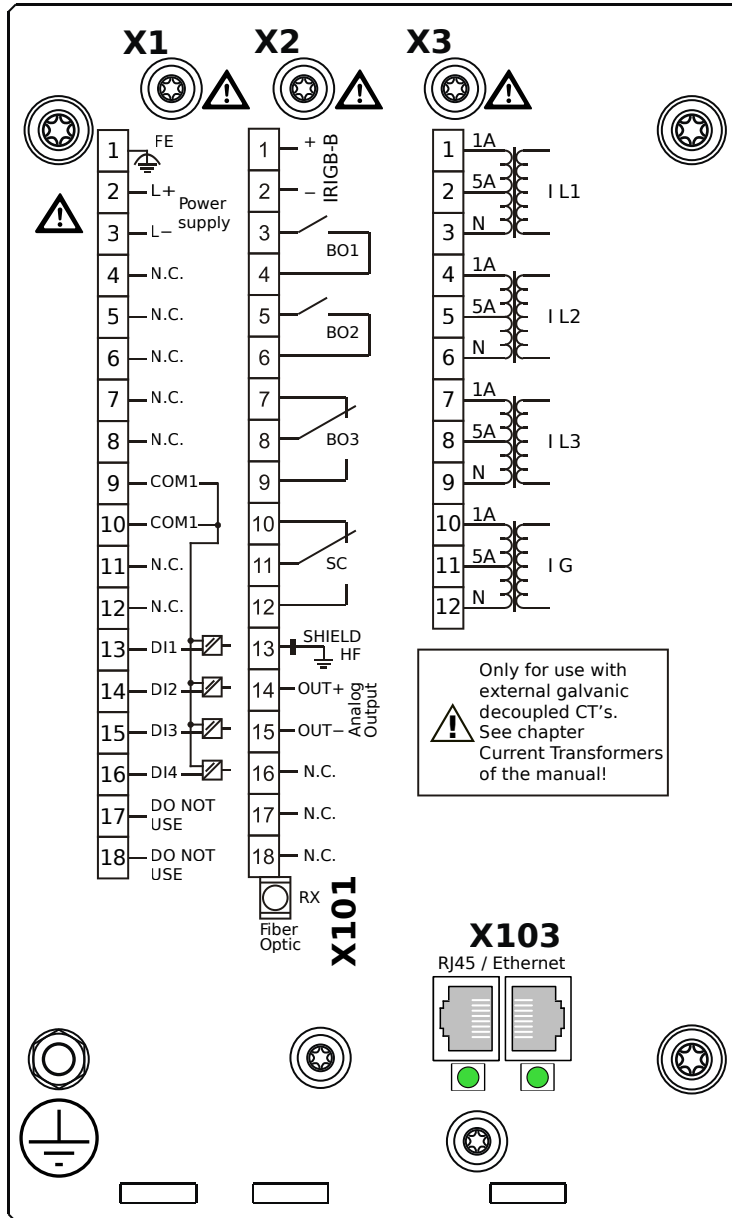 X1
X2
X3
1 FE
2 L+ Power
supply
3 L−
4 N.C.
5 N.C.
6 N.C.
7 N.C.
8 N.C.
9 COM1
10 COM1
11 N.C.
12 N.C.
13 DI1
14 DI2
15 DI3
16 DI4
17 DO NOT
USE
18 DO NOT
USE
1 +
2 −
IRIGB-B
3
BO1
4
5
BO2
6
7
8 BO3
9
10
11 SC
12
13 SHIELD
HF
14 OUT+
15 OUT−
Analog
Output
16 N.C.
17 N.C.
18 N.C.
RX
Fiber
Optic
X101
1 1A
2 5A I L1
3 N
4 1A
5 5A I L2
6 N
7 1A
8 5A I L3
9 N
10 1A
11 5A I G
12 N
Only for use with
external galvanic
decoupled CT's.
See chapter
Current Transformers
of the manual!
X103
RJ45 / Ethernet